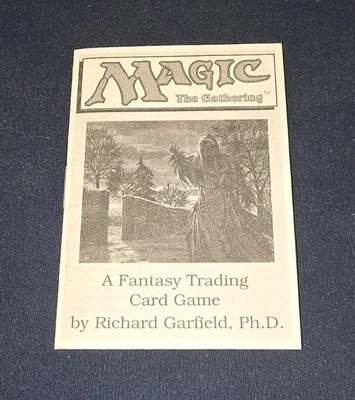 MAGIC
The Gathering™
A Fantasy Trading
Card Game
by Richard Garfield, Ph.D.